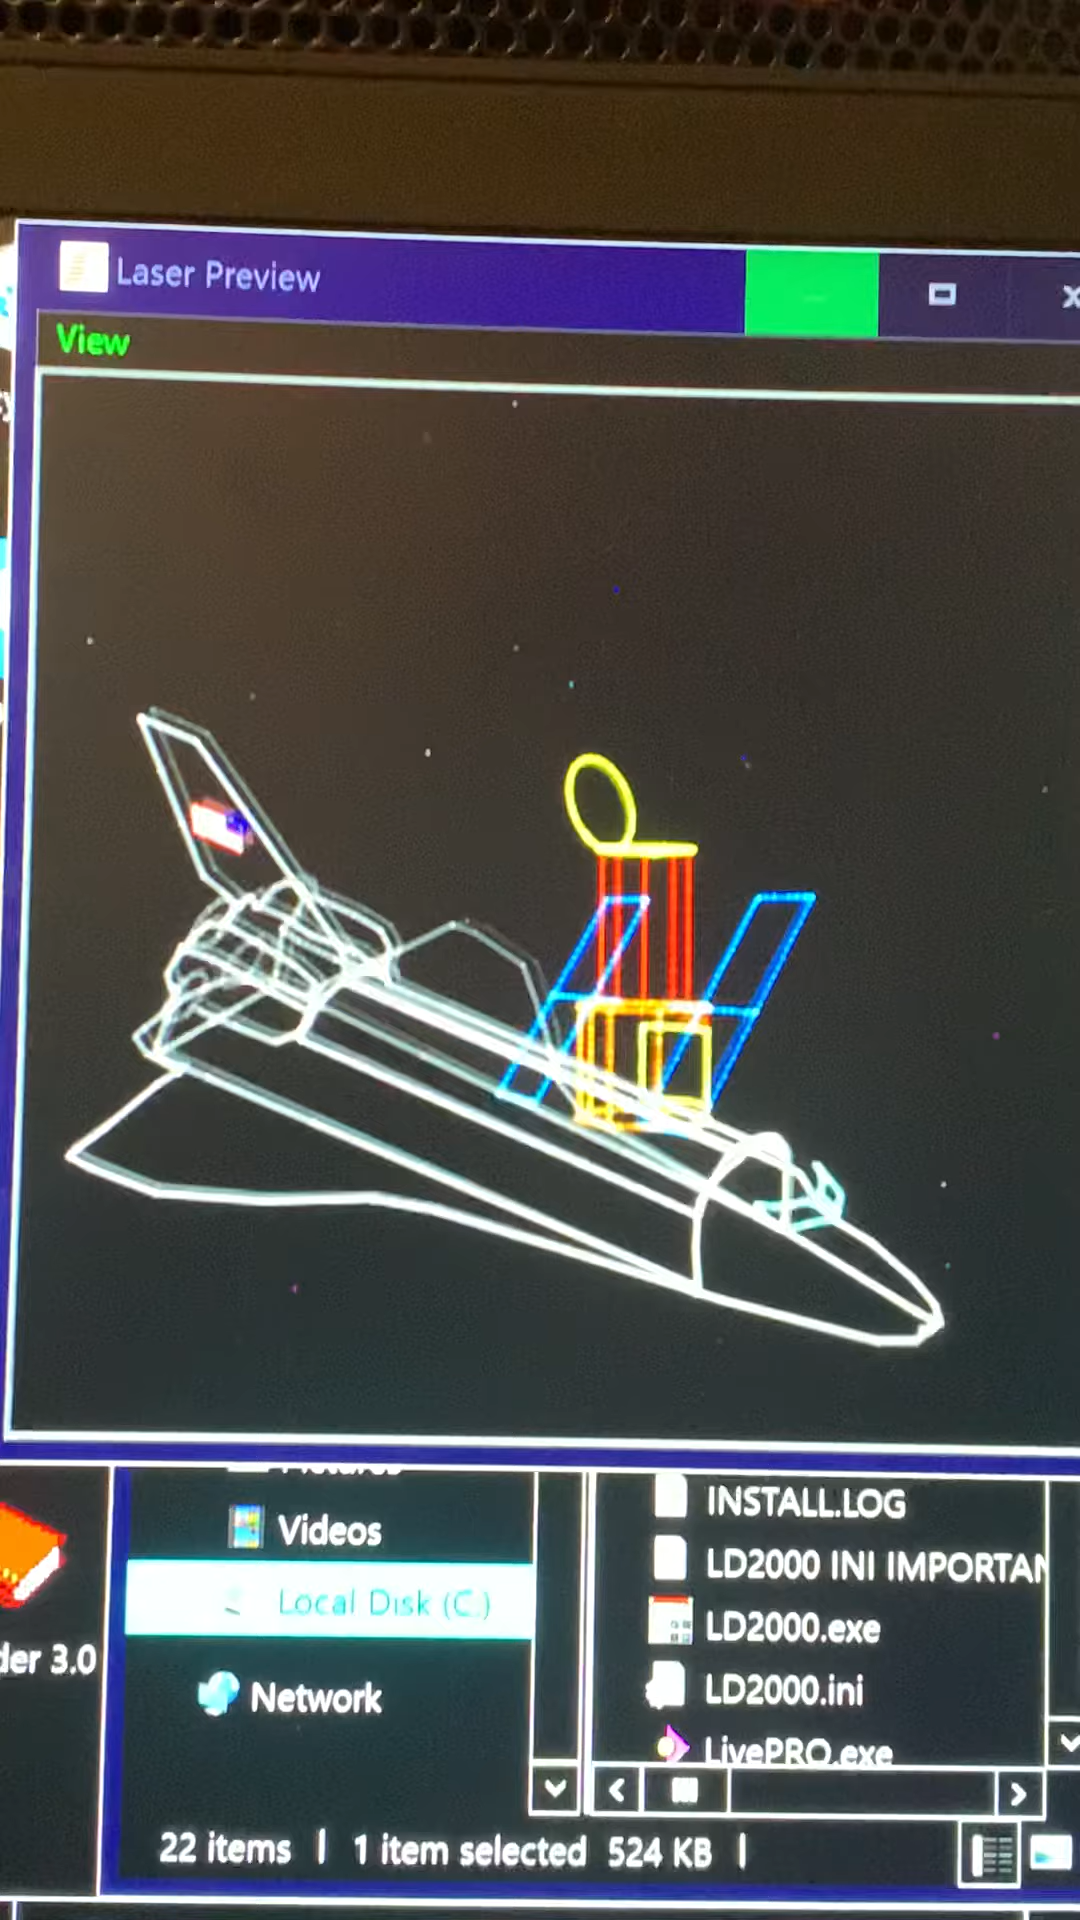 Laser Preview
View
Pictures
Videos
Local Disk (C:)
Network
der 3.0
INSTALL.LOG
LD2000 INI IMPORTAN
LD2000.exe
LD2000.ini
LivePRO.exe
22 items | 1 item selected 524 KB |